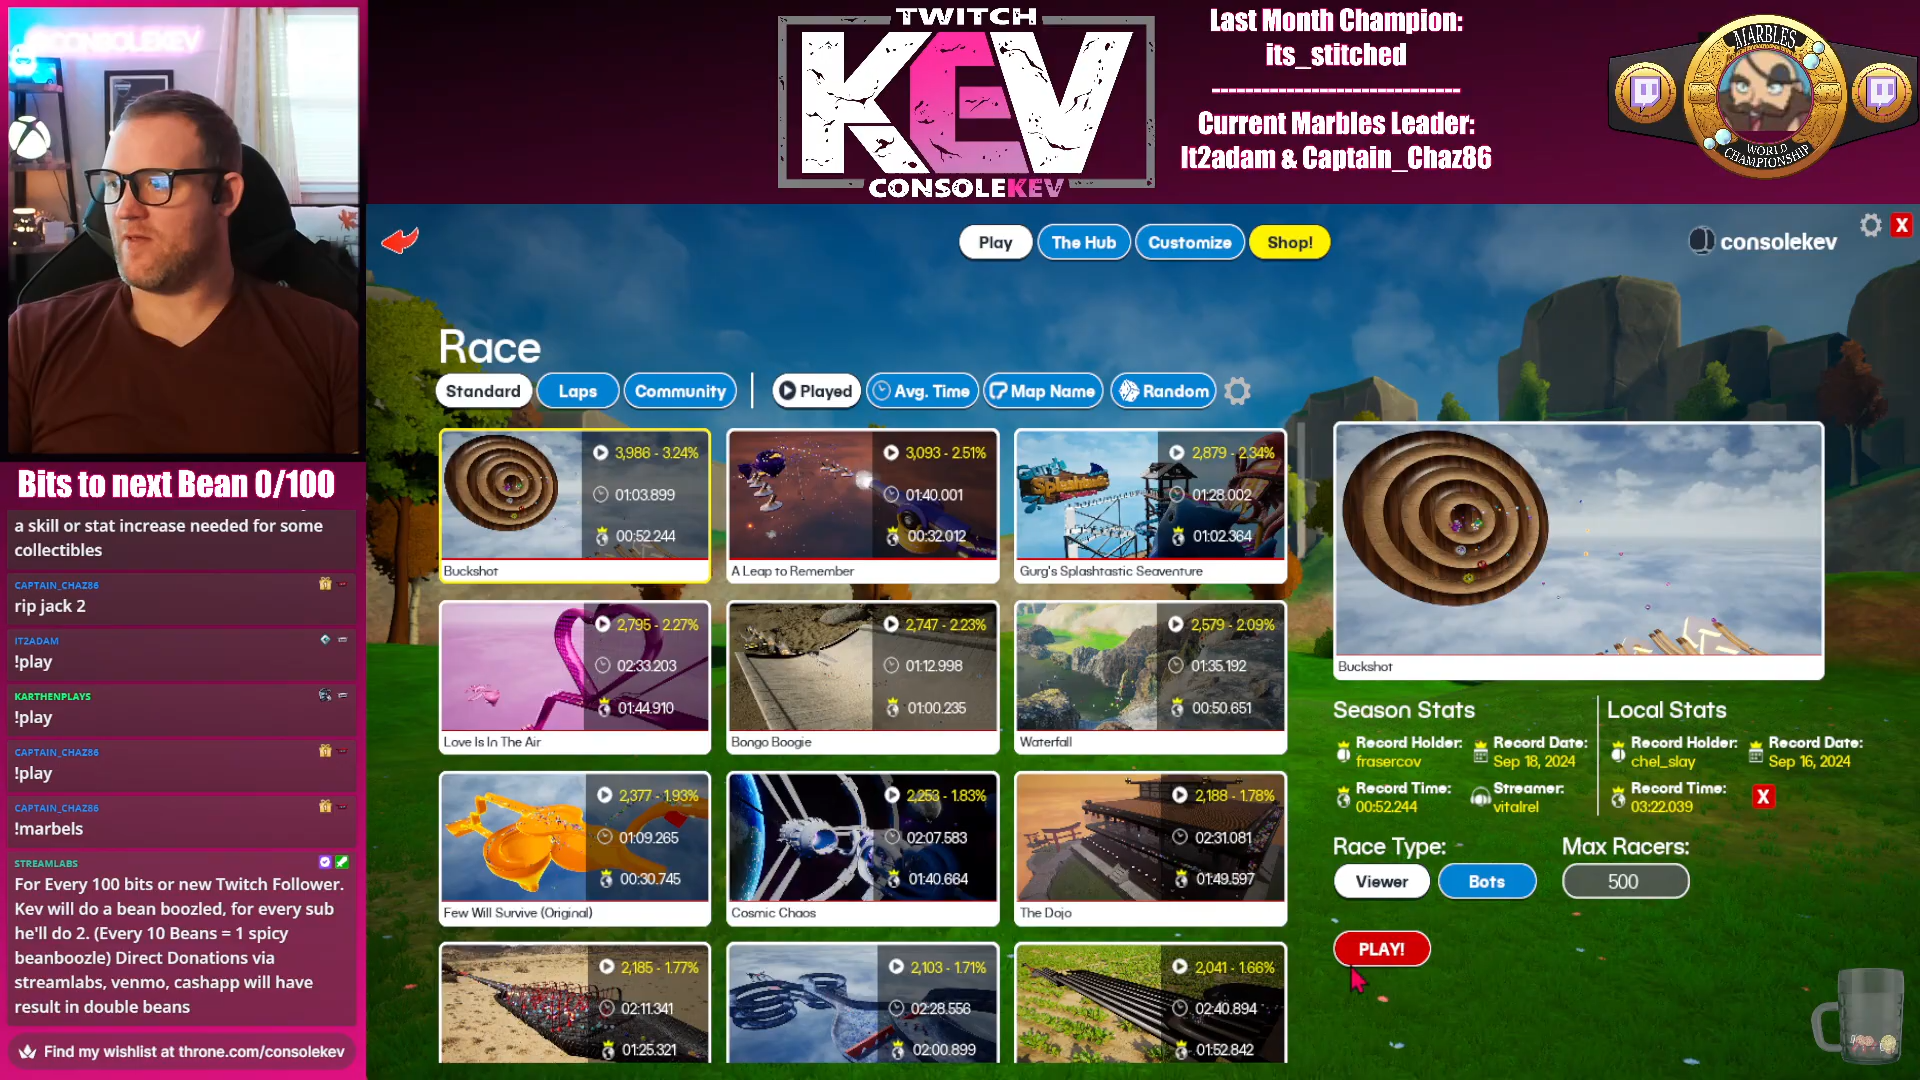 @CONSOLEKEV
TWITCH
KEV
CONSOLEKEV
Last Month Champion:
its_stitched
Current Marbles Leader:
It2adam & Captain_Chaz86
MARBLES
WORLD
CHAMPIONSHIP
Bits to next Bean 0/100
a skill or stat increase needed for some
collectibles
CAPTAIN_CHAZ86
rip jack 2
IT2ADAM
!play
KARTHENPLAYS
!play
CAPTAIN_CHAZ86
!play
CAPTAIN_CHAZ86
!marbels
STREAMLABS
For Every 100 bits or new Twitch Follower.
Kev will do a bean boozled, for every sub
he'll do 2. (Every 10 Beans = 1 spicy
beanboozle) Direct Donations via
streamlabs, venmo, cashapp will have
result in double beans
Find my wishlist at throne.com/consolekev
Play
The Hub
Customize
Shop!
consolekev
X
Race
Standard
Laps
Community
Played
Avg. Time
Map Name
Random
3,986 - 3.24%
01:03.899
00:52.244
Buckshot
3,093 - 2.51%
01:40.001
00:32.012
A Leap to Remember
2,879 - 2.34%
01:28.002
01:02.364
Gurg's Splashtastic Seaventure
2,795 - 2.27%
02:33.203
01:44.910
Love Is In The Air
2,747 - 2.23%
01:12.998
01:00.235
Bongo Boogie
2,579 - 2.09%
01:35.192
00:50.651
Waterfall
2,377 - 1.93%
01:09.265
00:30.745
Few Will Survive (Original)
2,253 - 1.83%
02:07.583
01:40.664
Cosmic Chaos
2,188 - 1.78%
02:31.081
01:49.597
The Dojo
2,185 - 1.77%
02:11.341
01:25.321
2,103 - 1.71%
02:28.556
02:00.899
2,041 - 1.66%
02:40.894
01:52.842
Buckshot
Season Stats
Record Holder:
frasercov
Record Date:
Sep 18, 2024
Record Time:
00:52.244
Streamer:
vitalrel
Local Stats
Record Holder:
chel_slay
Record Date:
Sep 16, 2024
Record Time:
03:22.039
X
Race Type:
Viewer
Bots
Max Racers:
500
PLAY!